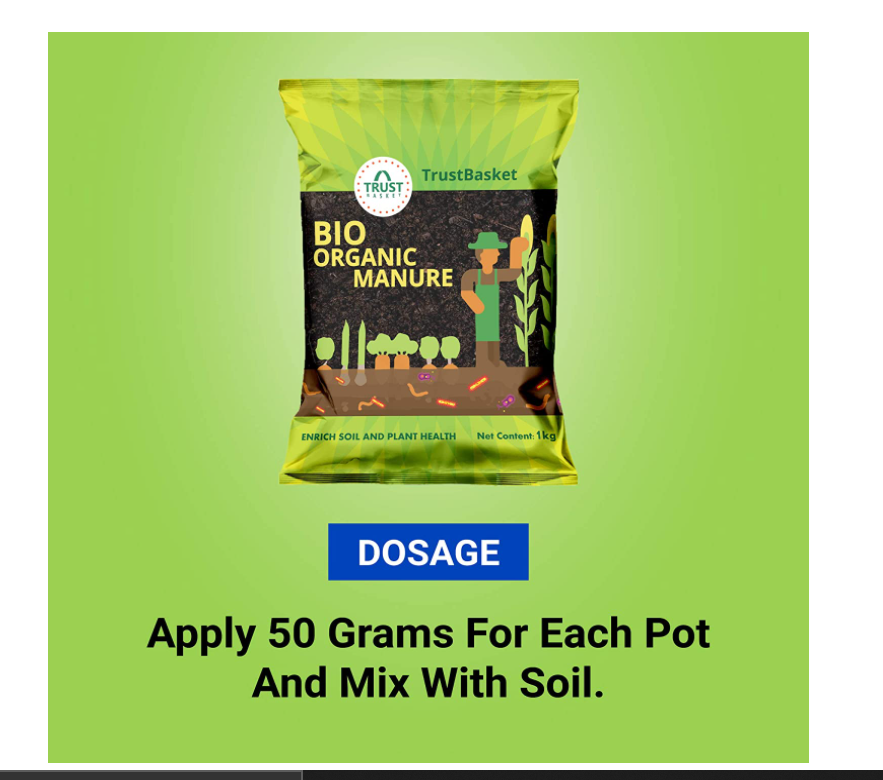 TRUST
BASKET
TrustBasket
BIO
ORGANIC
MANURE
ENRICH SOIL AND PLANT HEALTH
Net Content: 1kg
DOSAGE
Apply 50 Grams For Each Pot
And Mix With Soil.